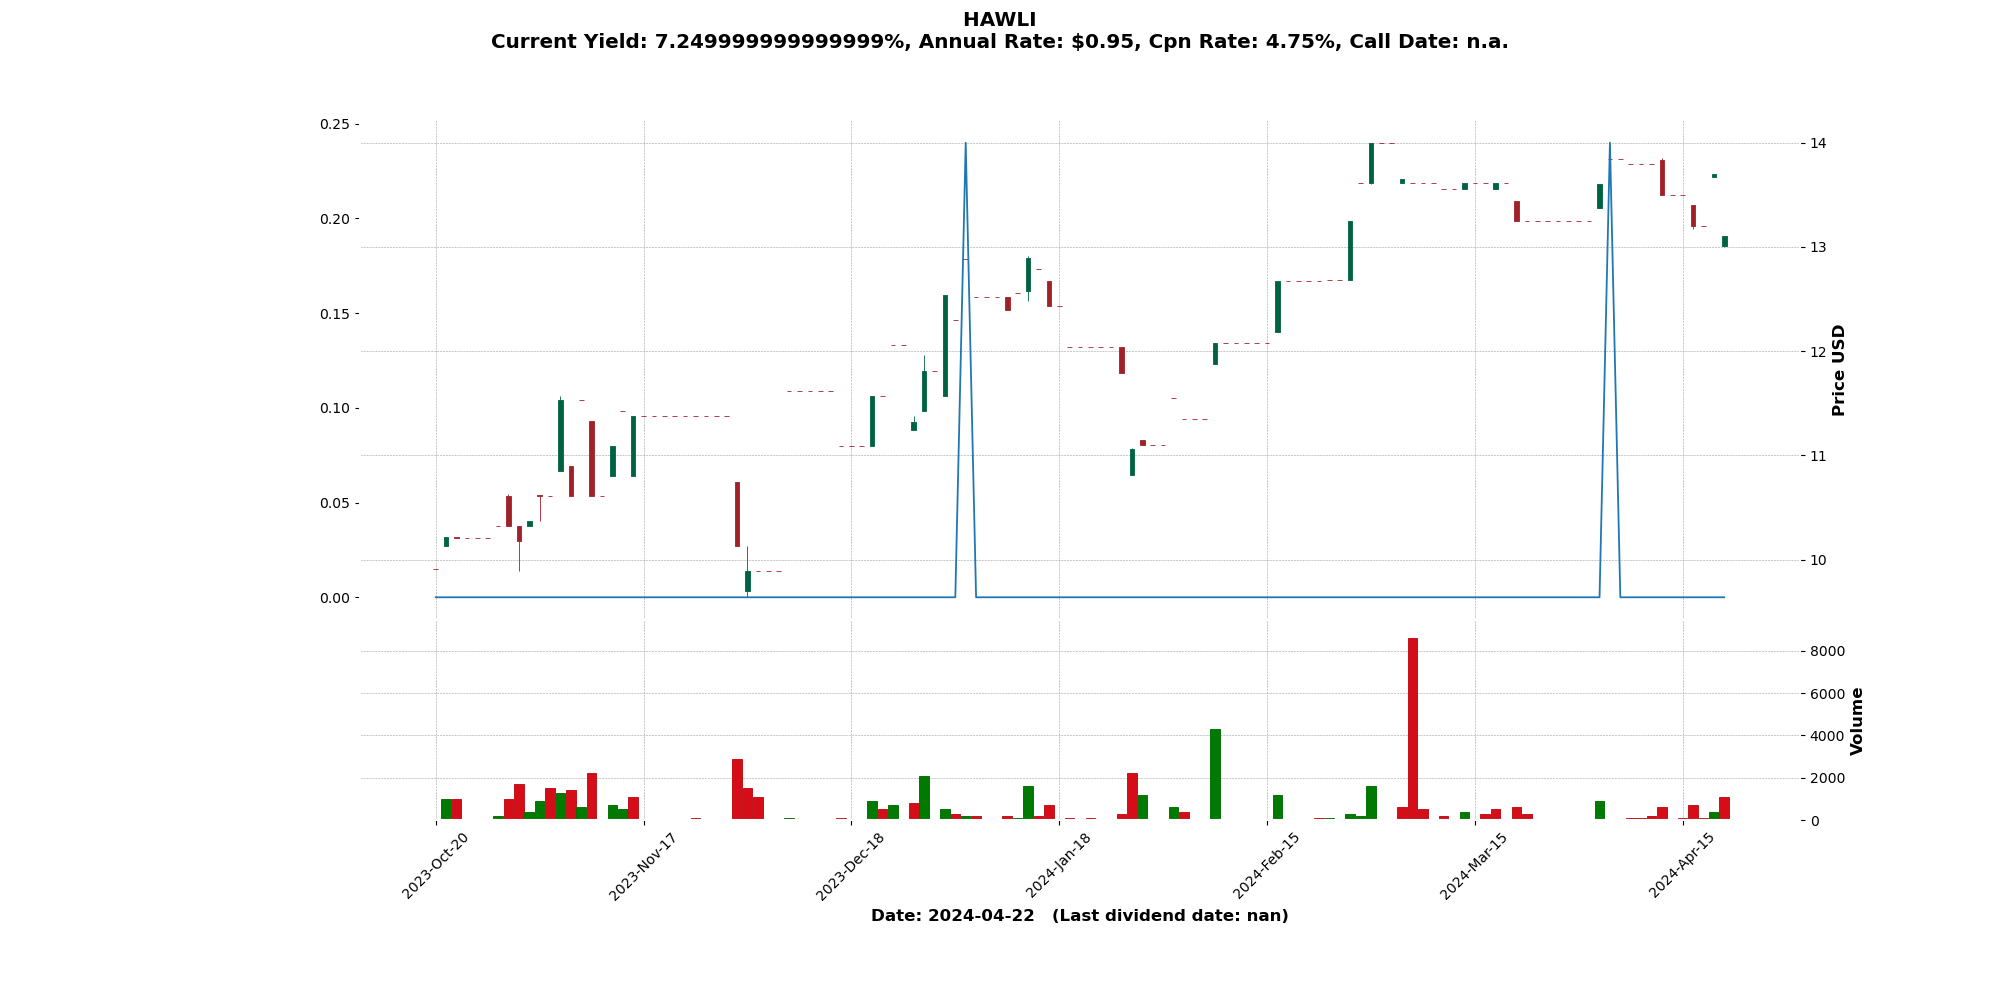 HAWLI
Current Yield: 7.249999999999999%, Annual Rate: $0.95, Cpn Rate: 4.75%, Call Date: n.a.
0.25
0.20
0.15
0.10
0.05
0.00
14
13
12
11
10
Price USD
8000
6000
4000
2000
0
Volume
2023-Oct-20
2023-Nov-17
2023-Dec-18
2024-Jan-18
2024-Feb-15
2024-Mar-15
2024-Apr-15
Date: 2024-04-22 (Last dividend date: nan)